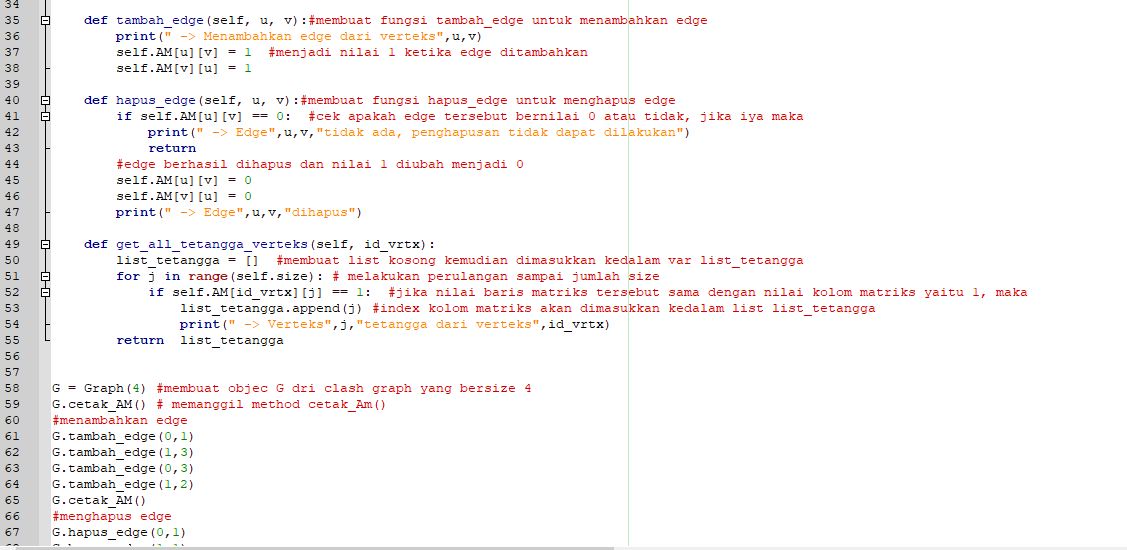 34
35     def tambah_edge(self, u, v):#membuat fungsi tambah_edge untuk menambahkan edge
36         print(" -> Menambahkan edge dari verteks",u,v)
37         self.AM[u][v] = 1  #menjadi nilai 1 ketika edge ditambahkan
38         self.AM[v][u] = 1
39
40     def hapus_edge(self, u, v):#membuat fungsi hapus_edge untuk menghapus edge
41         if self.AM[u][v] == 0:  #cek apakah edge tersebut bernilai 0 atau tidak, jika iya maka
42             print(" -> Edge",u,v,"tidak ada, penghapusan tidak dapat dilakukan")
43             return
44         #edge berhasil dihapus dan nilai 1 diubah menjadi 0
45         self.AM[u][v] = 0
46         self.AM[v][u] = 0
47         print(" -> Edge",u,v,"dihapus")
48
49     def get_all_tetangga_verteks(self, id_vrtx):
50         list_tetangga = []  #membuat list kosong kemudian dimasukkan kedalam var list_tetangga
51         for j in range(self.size): # melakukan perulangan sampai jumlah size
52             if self.AM[id_vrtx][j] == 1:  #jika nilai baris matriks tersebut sama dengan nilai kolom matriks yaitu 1, maka
53                 list_tetangga.append(j) #index kolom matriks akan dimasukkan kedalam list list_tetangga
54                 print(" -> Verteks",j,"tetangga dari verteks",id_vrtx)
55         return  list_tetangga
56
57
58 G = Graph(4) #membuat objec G dri clash graph yang bersize 4
59 G.cetak_AM() # memanggil method cetak_Am()
60 #menambahkan edge
61 G.tambah_edge(0,1)
62 G.tambah_edge(1,3)
63 G.tambah_edge(0,3)
64 G.tambah_edge(1,2)
65 G.cetak_AM()
66 #menghapus edge
67 G.hapus_edge(0,1)